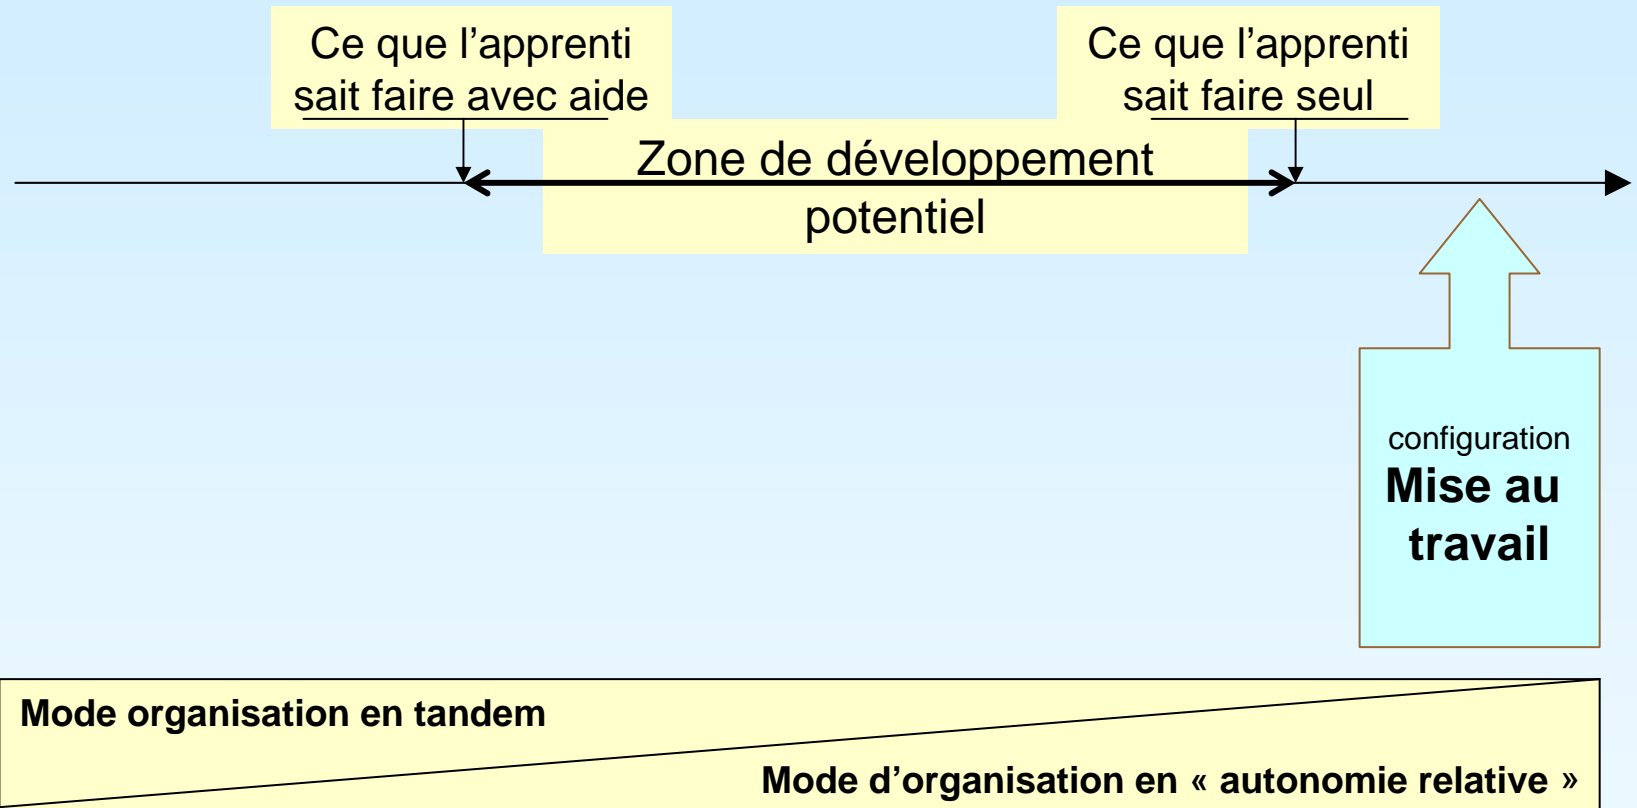 Ce que l’apprenti
sait faire avec aide
Ce que l’apprenti
sait faire seul
Zone de développement
potentiel
configuration
Mise au
travail
Mode organisation en tandem
Mode d’organisation en « autonomie relative »